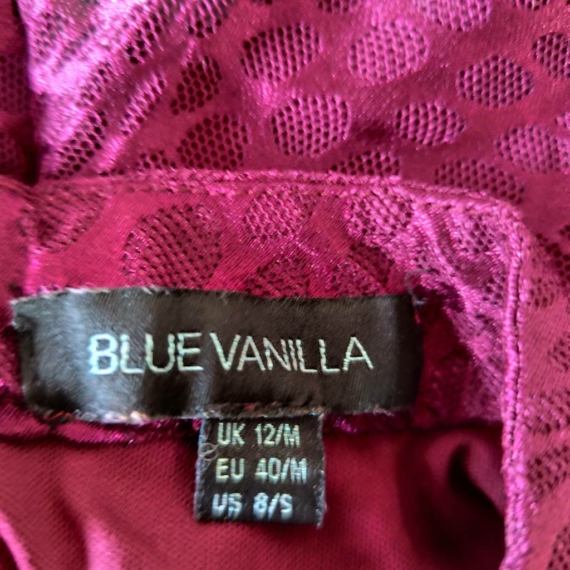 BLUE VANILLA
UK 12/M
EU 40/M
US 8/S